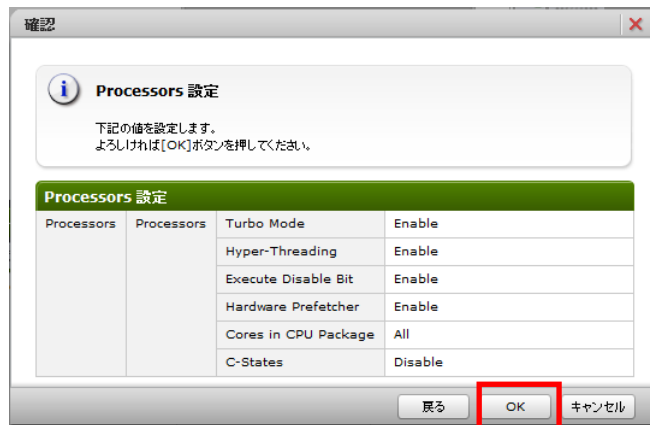 確認
Processors 設定
下記の値を設定します。
よろしければ[OK]ボタンを押してください。
Processors 設定
Processors Processors Turbo Mode Enable
Hyper-Threading Enable
Execute Disable Bit Enable
Hardware Prefetcher Enable
Cores in CPU Package All
C-States Disable
戻る OK キャンセル